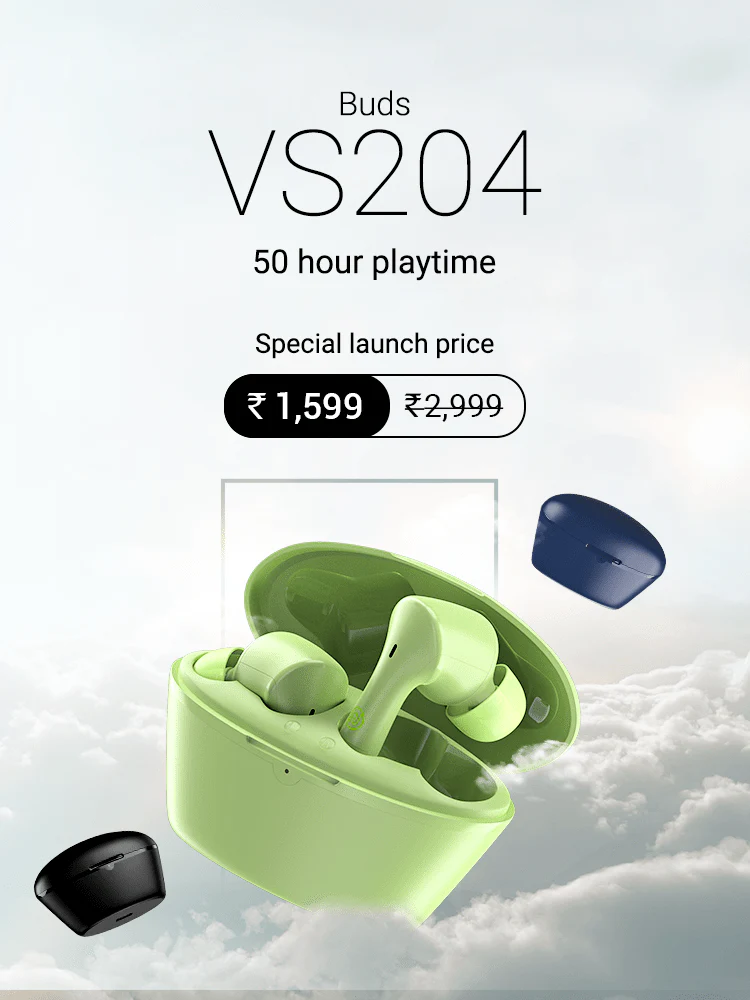 Buds
VS204
50 hour playtime
Special launch price
₹ 1,599 ₹2,999